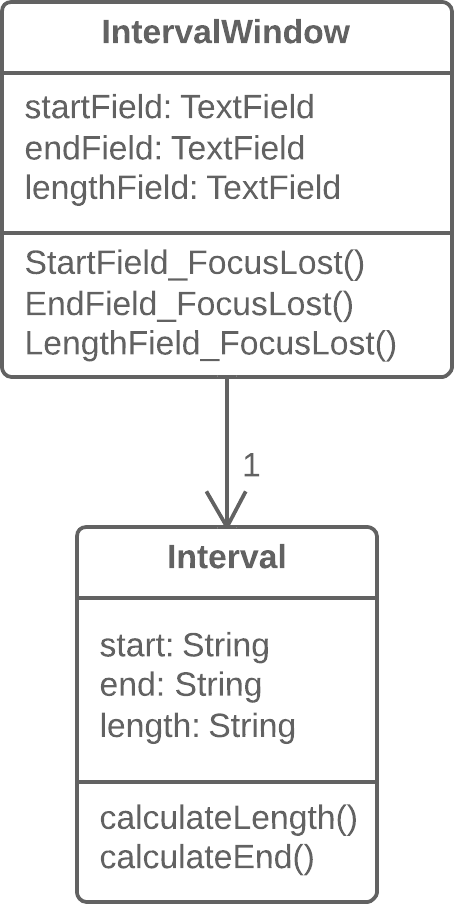 IntervalWindow
startField: TextField
endField: TextField
lengthField: TextField
StartField_FocusLost()
EndField_FocusLost()
LengthField_FocusLost()
1
Interval
start: String
end: String
length: String
calculateLength()
calculateEnd()